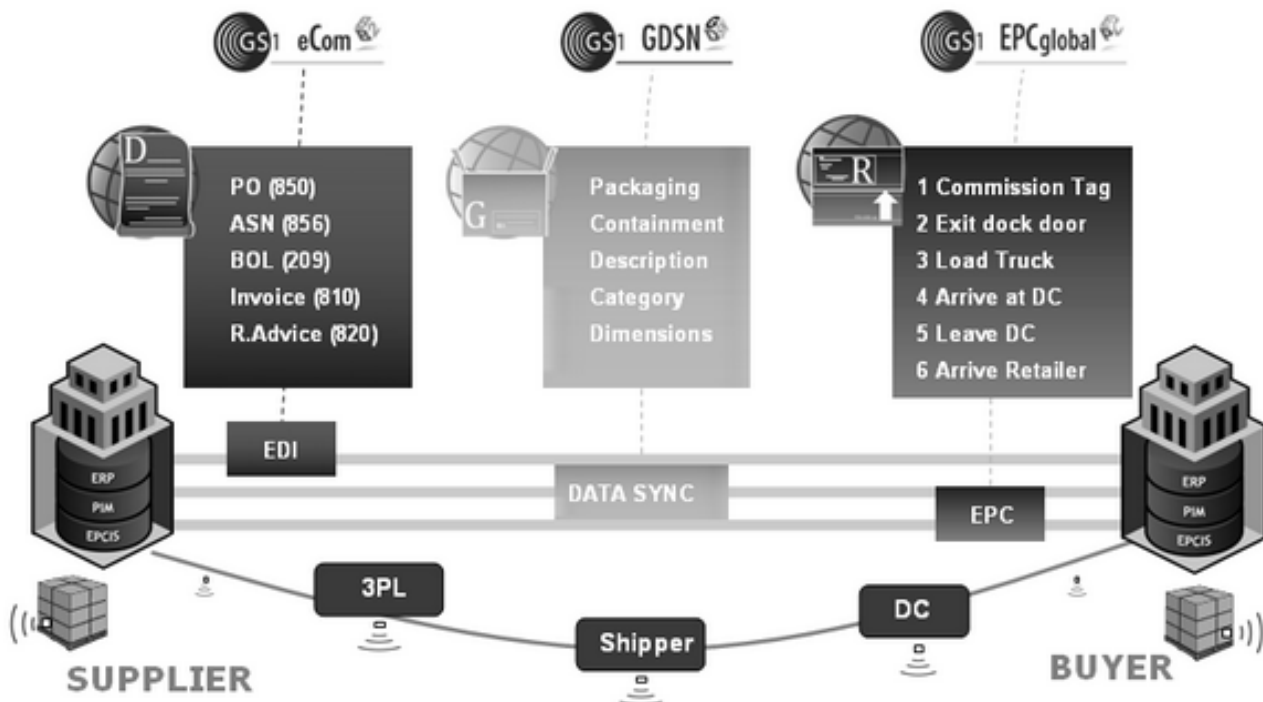 GS1 eCom
GS1 GDSN
GS1 EPCglobal
D
PO (850)
ASN (856)
BOL (209)
Invoice (810)
R.Advice (820)
G
Packaging
Containment
Description
Category
Dimensions
R
1 Commission Tag
2 Exit dock door
3 Load Truck
4 Arrive at DC
5 Leave DC
6 Arrive Retailer
EDI
DATA SYNC
EPC
ERP
PIM
EPCIS
ERP
PIM
EPCIS
3PL
Shipper
DC
SUPPLIER
BUYER